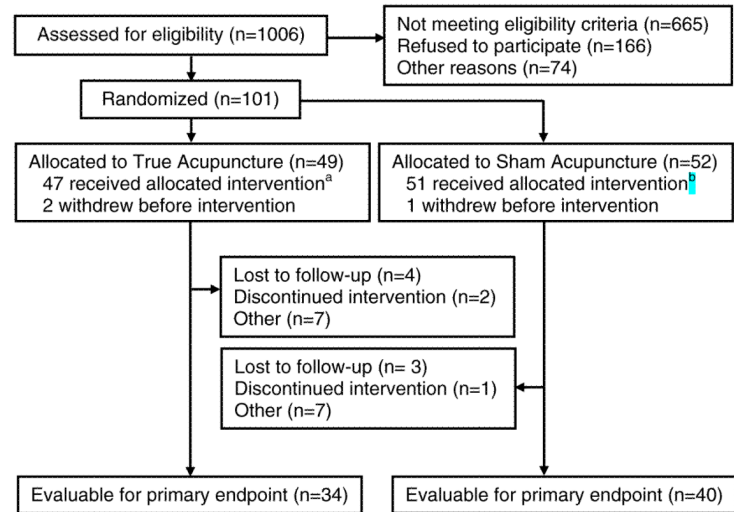 Assessed for eligibility (n=1006)
Not meeting eligibility criteria (n=665)
Refused to participate (n=166)
Other reasons (n=74)
Randomized (n=101)
Allocated to True Acupuncture (n=49)
47 received allocated interventionᵃ
2 withdrew before intervention
Allocated to Sham Acupuncture (n=52)
51 received allocated interventionᵇ
1 withdrew before intervention
Lost to follow-up (n=4)
Discontinued intervention (n=2)
Other (n=7)
Lost to follow-up (n= 3)
Discontinued intervention (n=1)
Other (n=7)
Evaluable for primary endpoint (n=34)
Evaluable for primary endpoint (n=40)